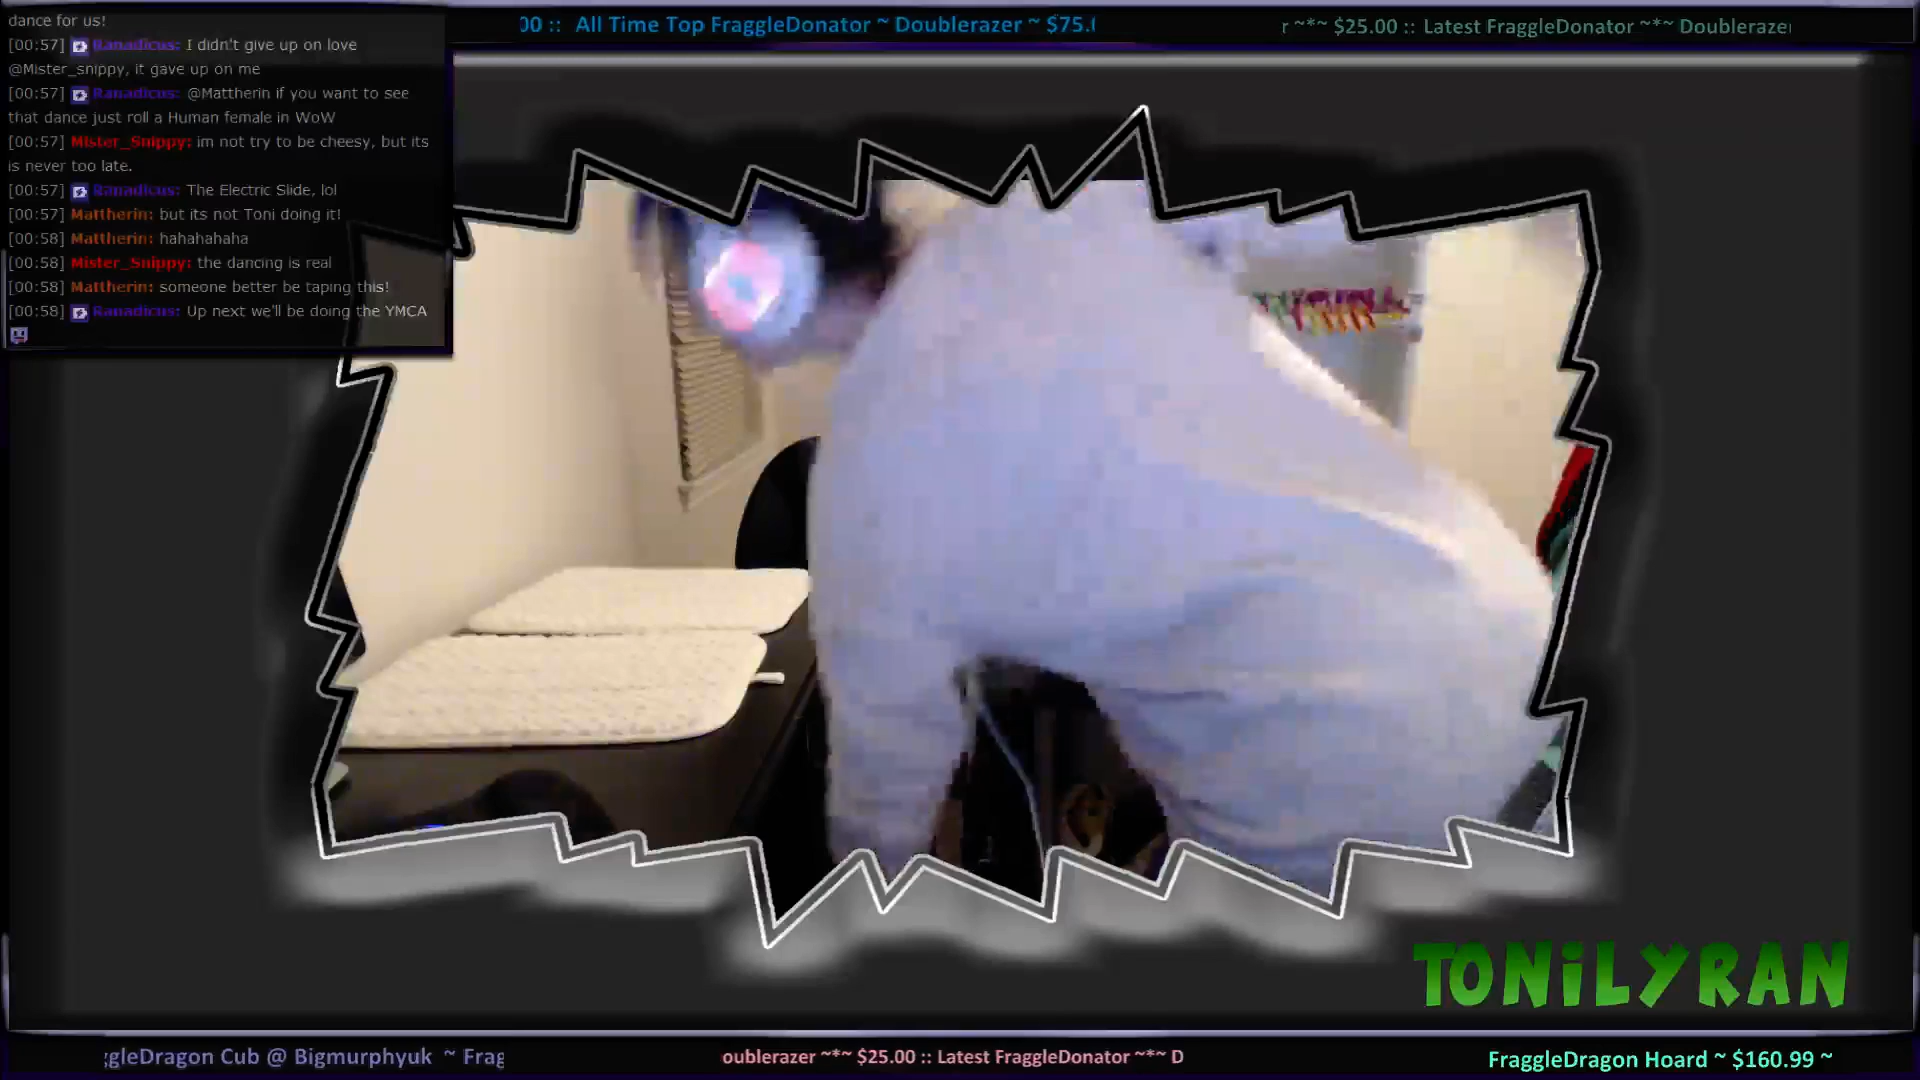 dance for us!
[00:57] Ranadicus: I didn't give up on love
@Mister_snippy, it gave up on me
[00:57] Ranadicus: @Mattherin if you want to see
that dance just roll a Human female in WoW
[00:57] Mister_Snippy: im not try to be cheesy, but its
is never too late.
[00:57] Ranadicus: The Electric Slide, lol
[00:57] Mattherin: but its not Toni doing it!
[00:58] Mattherin: hahahahaha
[00:58] Mister_Snippy: the dancing is real
[00:58] Mattherin: someone better be taping this!
[00:58] Ranadicus: Up next we'll be doing the YMCA
00 :: All Time Top FraggleDonator ~ Doublerazer ~ $75.
r ~*~ $25.00 :: Latest FraggleDonator ~*~ Doublerazer
TONiLYRAN
ggleDragon Cub @ Bigmurphyuk ~ Frag
oublerazer ~*~ $25.00 :: Latest FraggleDonator ~*~ D
FraggleDragon Hoard ~ $160.99 ~